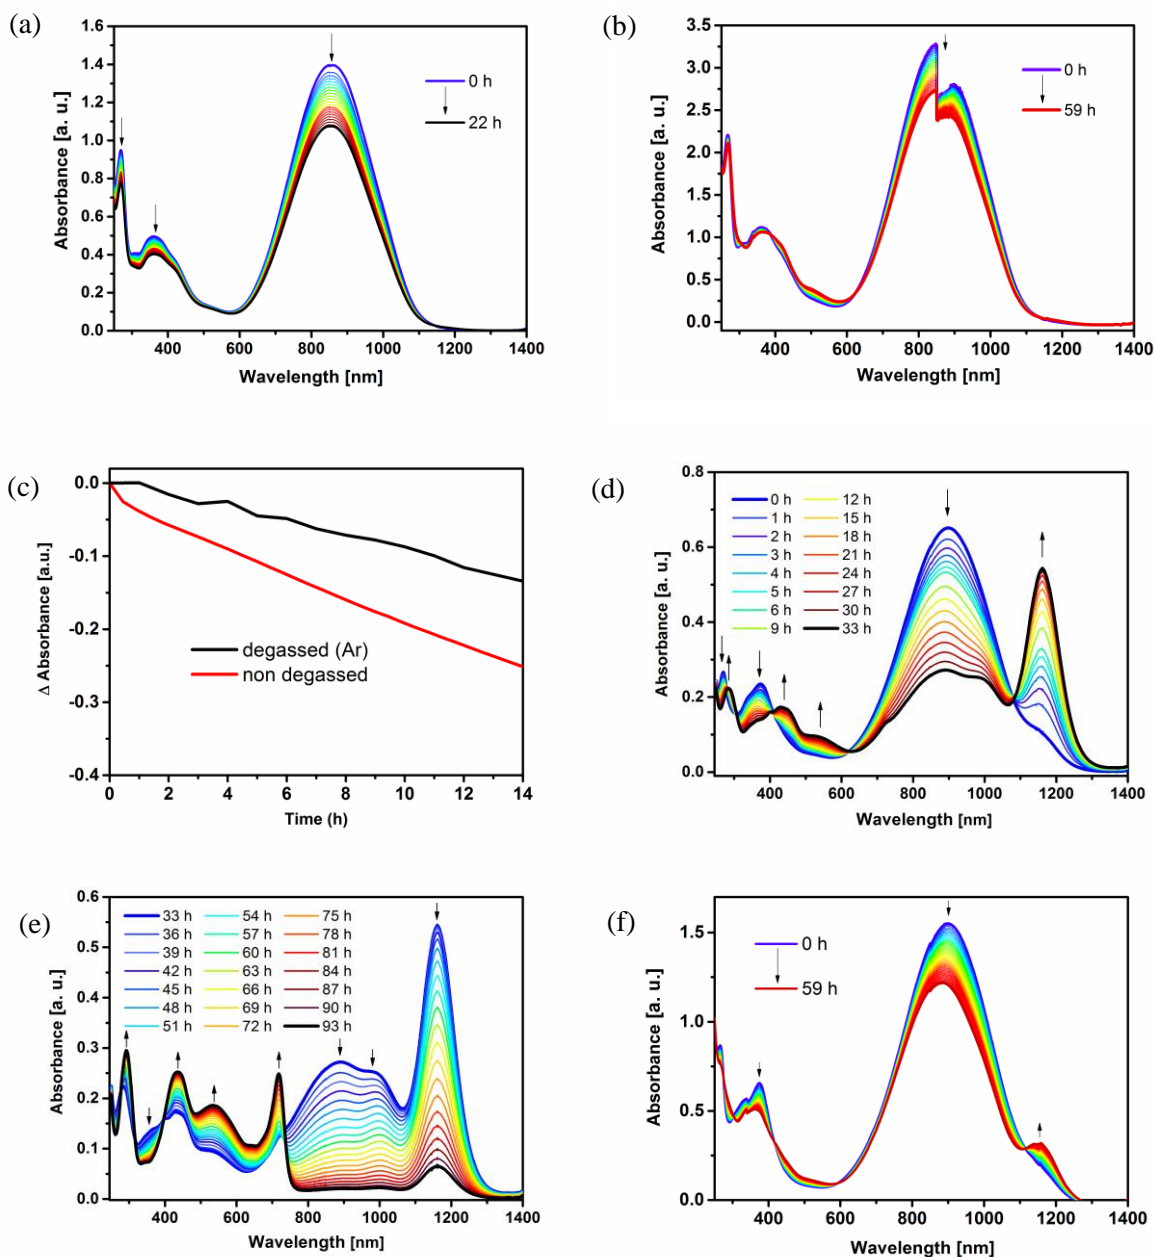 (a)
1.6
1.4
1.2
1.0
0.8
0.6
0.4
0.2
0.0
400 600 800 1000 1200 1400
Absorbance [a. u.]
Wavelength [nm]
0 h
22 h
(b)
3.5
3.0
2.5
2.0
1.5
1.0
0.5
0.0
400 600 800 1000 1200 1400
Absorbance [a. u.]
Wavelength [nm]
0 h
59 h
(c)
0.0
-0.1
-0.2
-0.3
-0.4
0 2 4 6 8 10 12 14
Δ Absorbance [a.u.]
Time (h)
degassed (Ar)
non degassed
(d)
0.8
0.6
0.4
0.2
0.0
400 600 800 1000 1200 1400
Absorbance [a. u.]
Wavelength [nm]
0 h 12 h
1 h 15 h
2 h 18 h
3 h 21 h
4 h 24 h
5 h 27 h
6 h 30 h
9 h 33 h
(e)
0.6
0.5
0.4
0.3
0.2
0.1
0.0
400 600 800 1000 1200 1400
Absorbance [a. u.]
Wavelength [nm]
33 h 54 h 75 h
36 h 57 h 78 h
39 h 60 h 81 h
42 h 63 h 84 h
45 h 66 h 87 h
48 h 69 h 90 h
51 h 72 h 93 h
(f)
1.5
1.0
0.5
0.0
400 600 800 1000 1200 1400
Absorbance [a. u.]
Wavelength [nm]
0 h
59 h